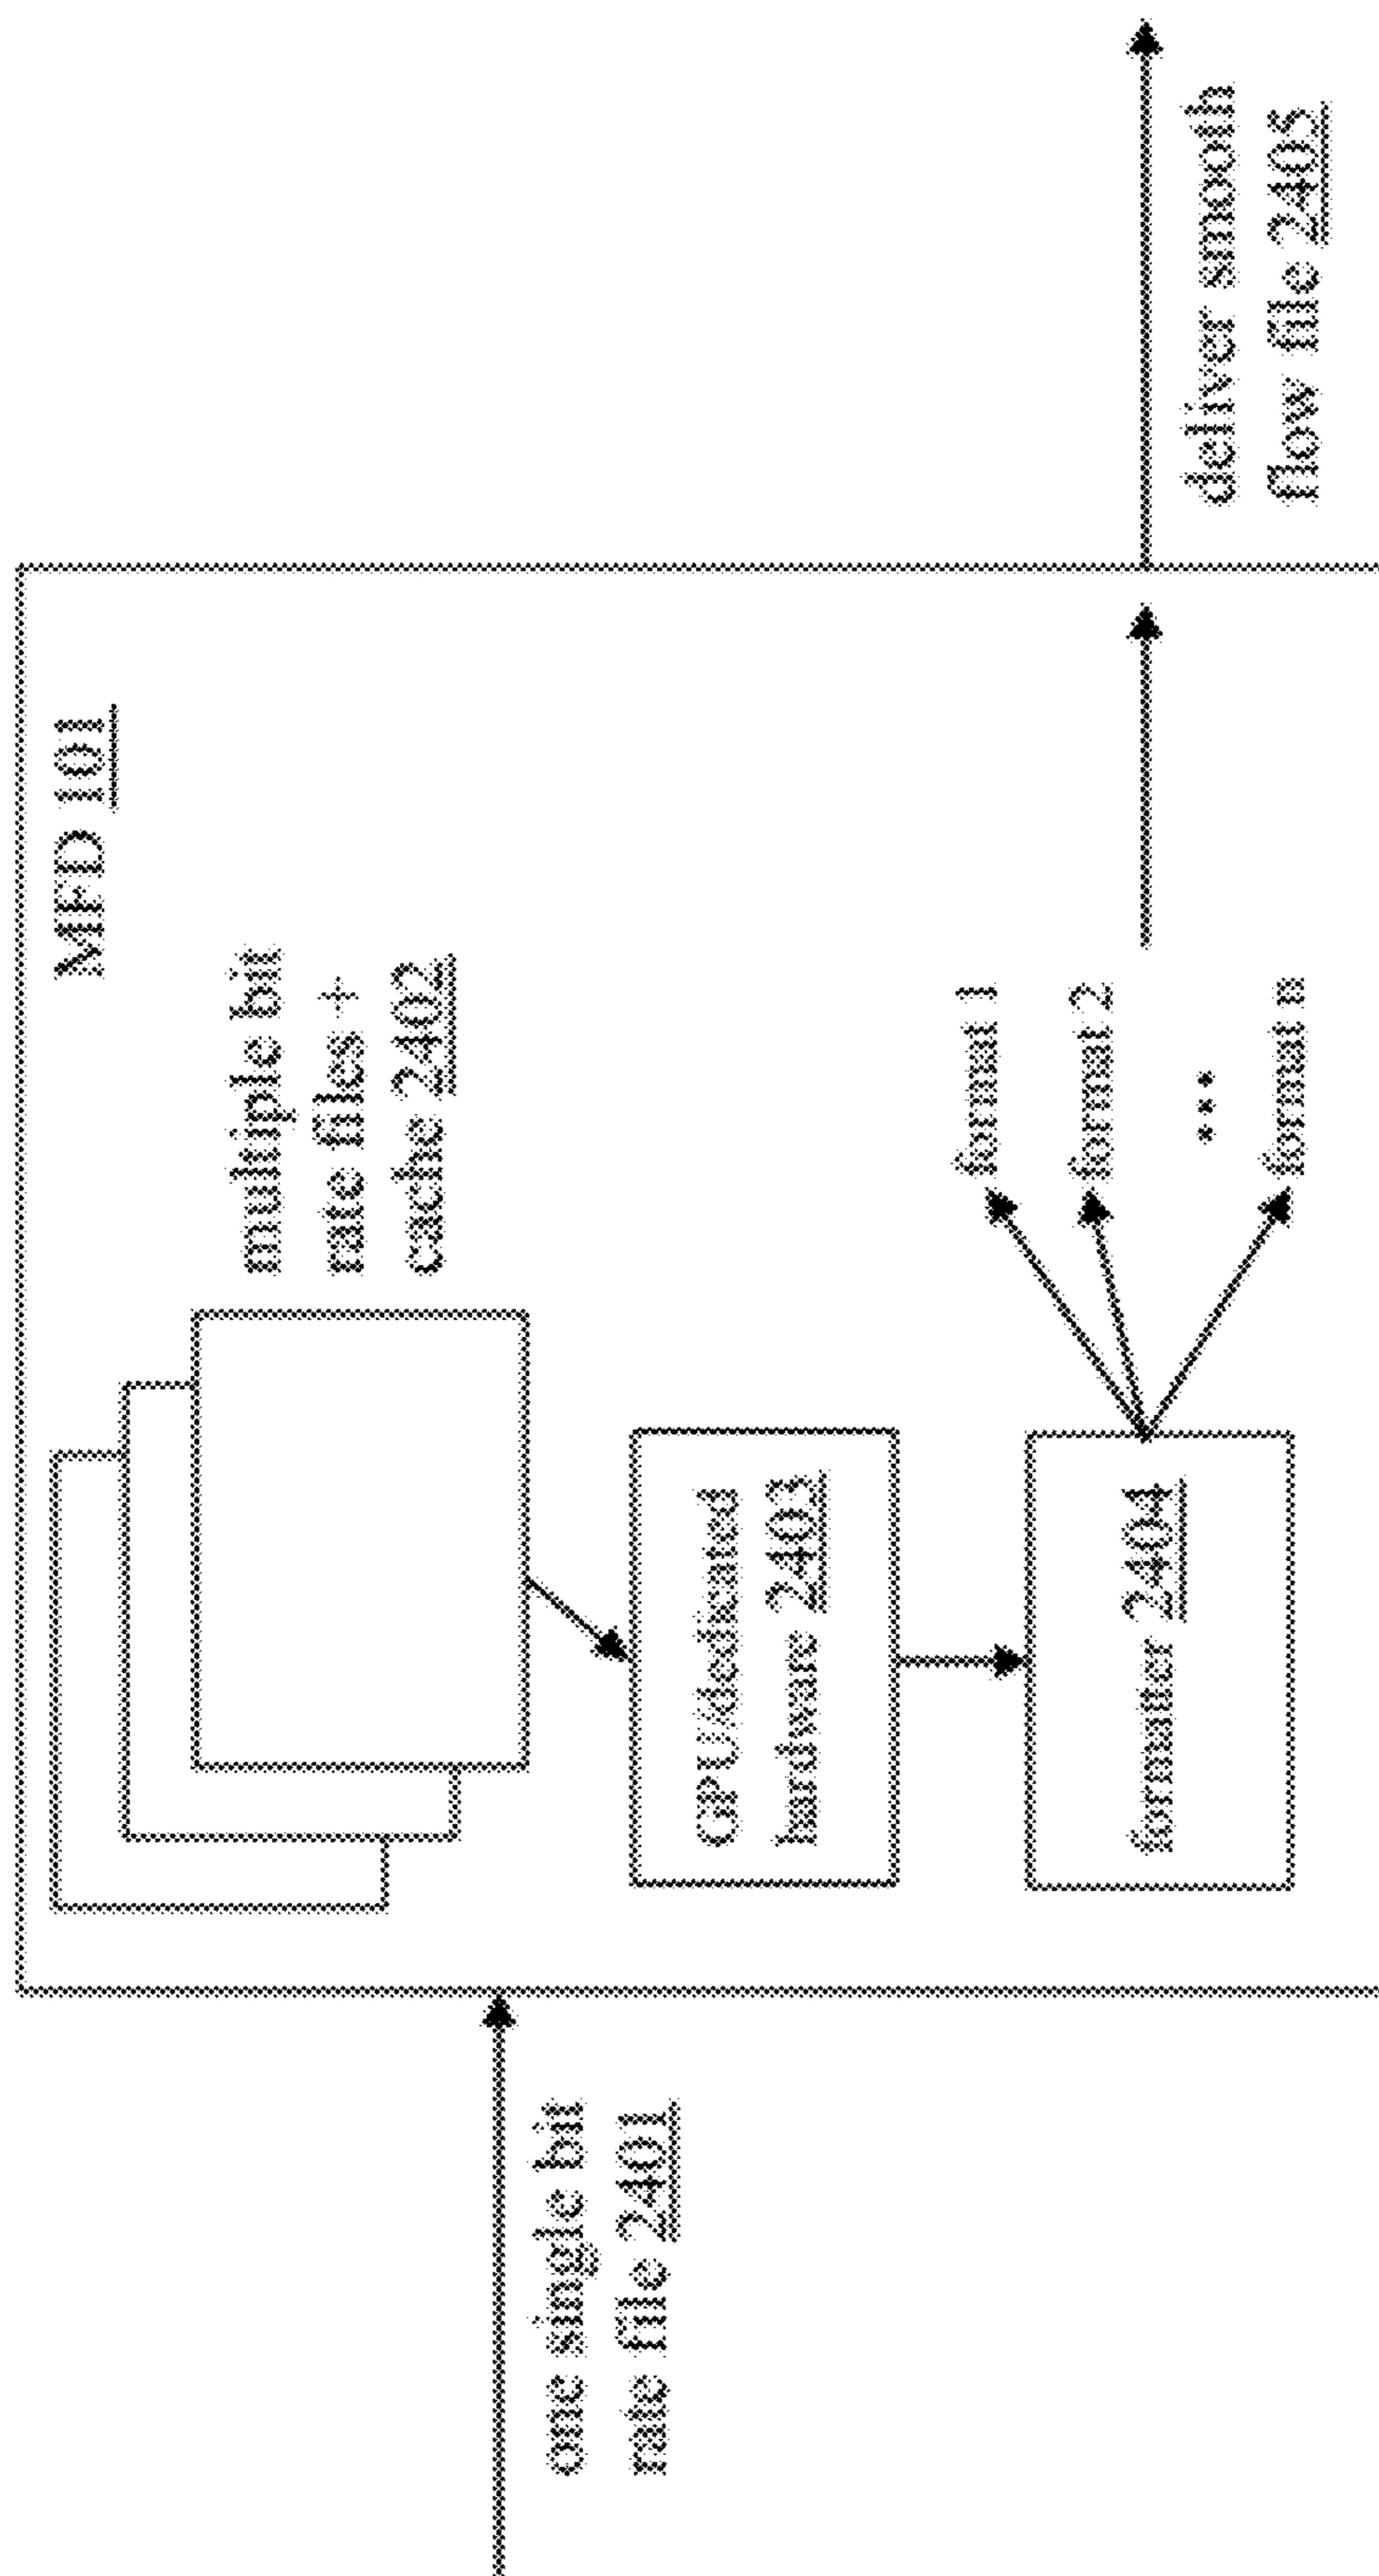 MFD 101
one single bit
rate file 2401
multiple bit
rate files +
cache 2402
GPU/dedicated
hardware 2403
formatter 2404
format 1
format 2
...
format n
deliver smooth
flow file 2405